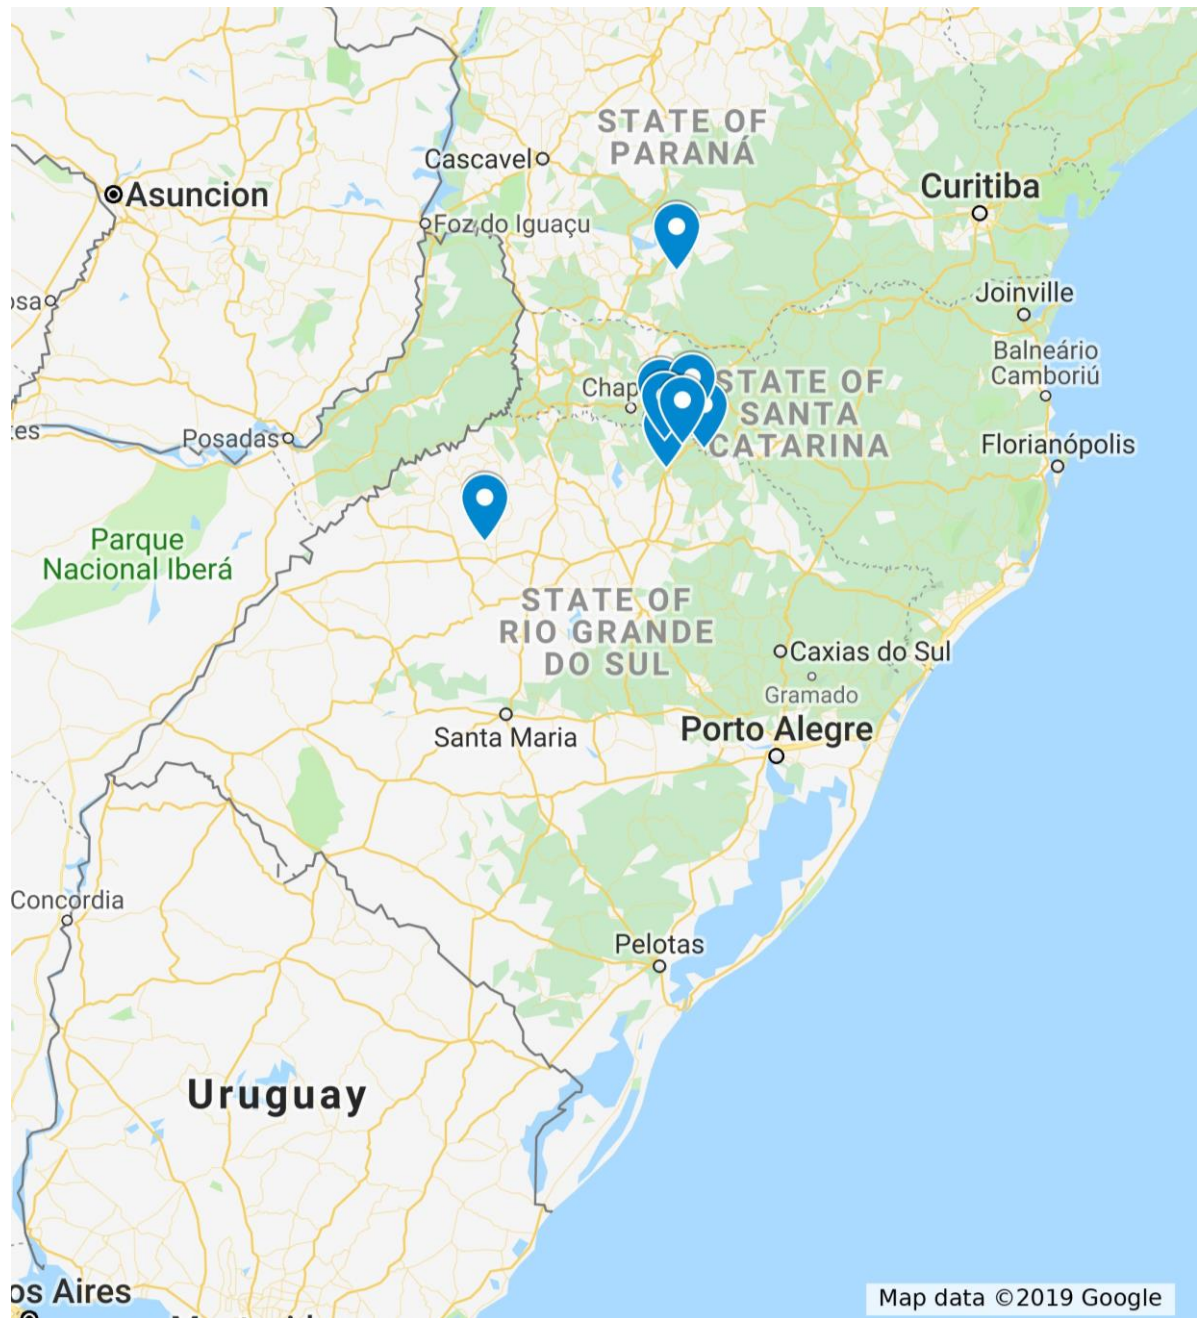 STATE OF
PARANÁ
Cascavel
Asuncion
Curitiba
Foz do Iguaçu
Joinville
osa
Balneário
Camboriú
Chap
STATE OF
SANTA
CATARINA
es
Posadas
Florianópolis
Parque
Nacional Iberá
STATE OF
RIO GRANDE
DO SUL
Caxias do Sul
Gramado
Santa Maria
Porto Alegre
Concordia
Pelotas
Uruguay
os Aires
Map data ©2019 Google